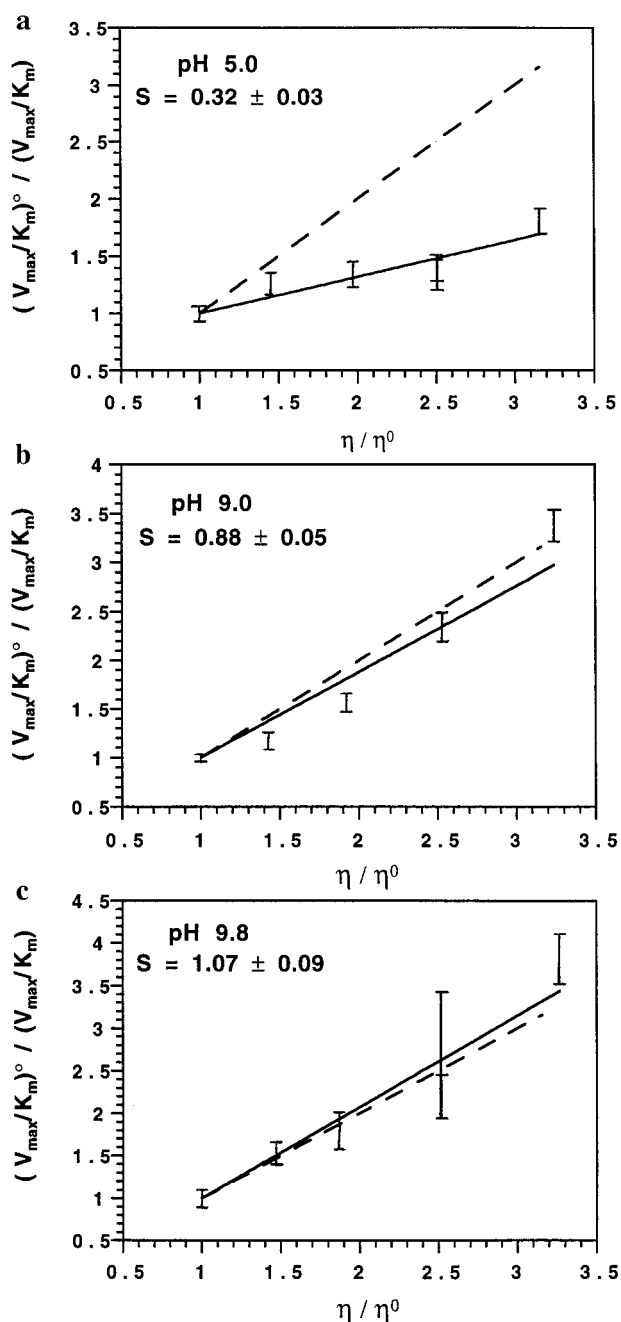 a
pH 5.0
S = 0.32 ± 0.03
(Vmax/Km)° / (Vmax/Km)
3.5
3
2.5
2
1.5
1
0.5
0.5 1 1.5 2 2.5 3 3.5
η / η⁰
b
pH 9.0
S = 0.88 ± 0.05
(Vmax/Km)° / (Vmax/Km)
4
3.5
3
2.5
2
1.5
1
0.5
0.5 1 1.5 2 2.5 3 3.5
η / η⁰
c
pH 9.8
S = 1.07 ± 0.09
(Vmax/Km)° / (Vmax/Km)
4.5
4
3.5
3
2.5
2
1.5
1
0.5
0.5 1 1.5 2 2.5 3 3.5
η / η⁰